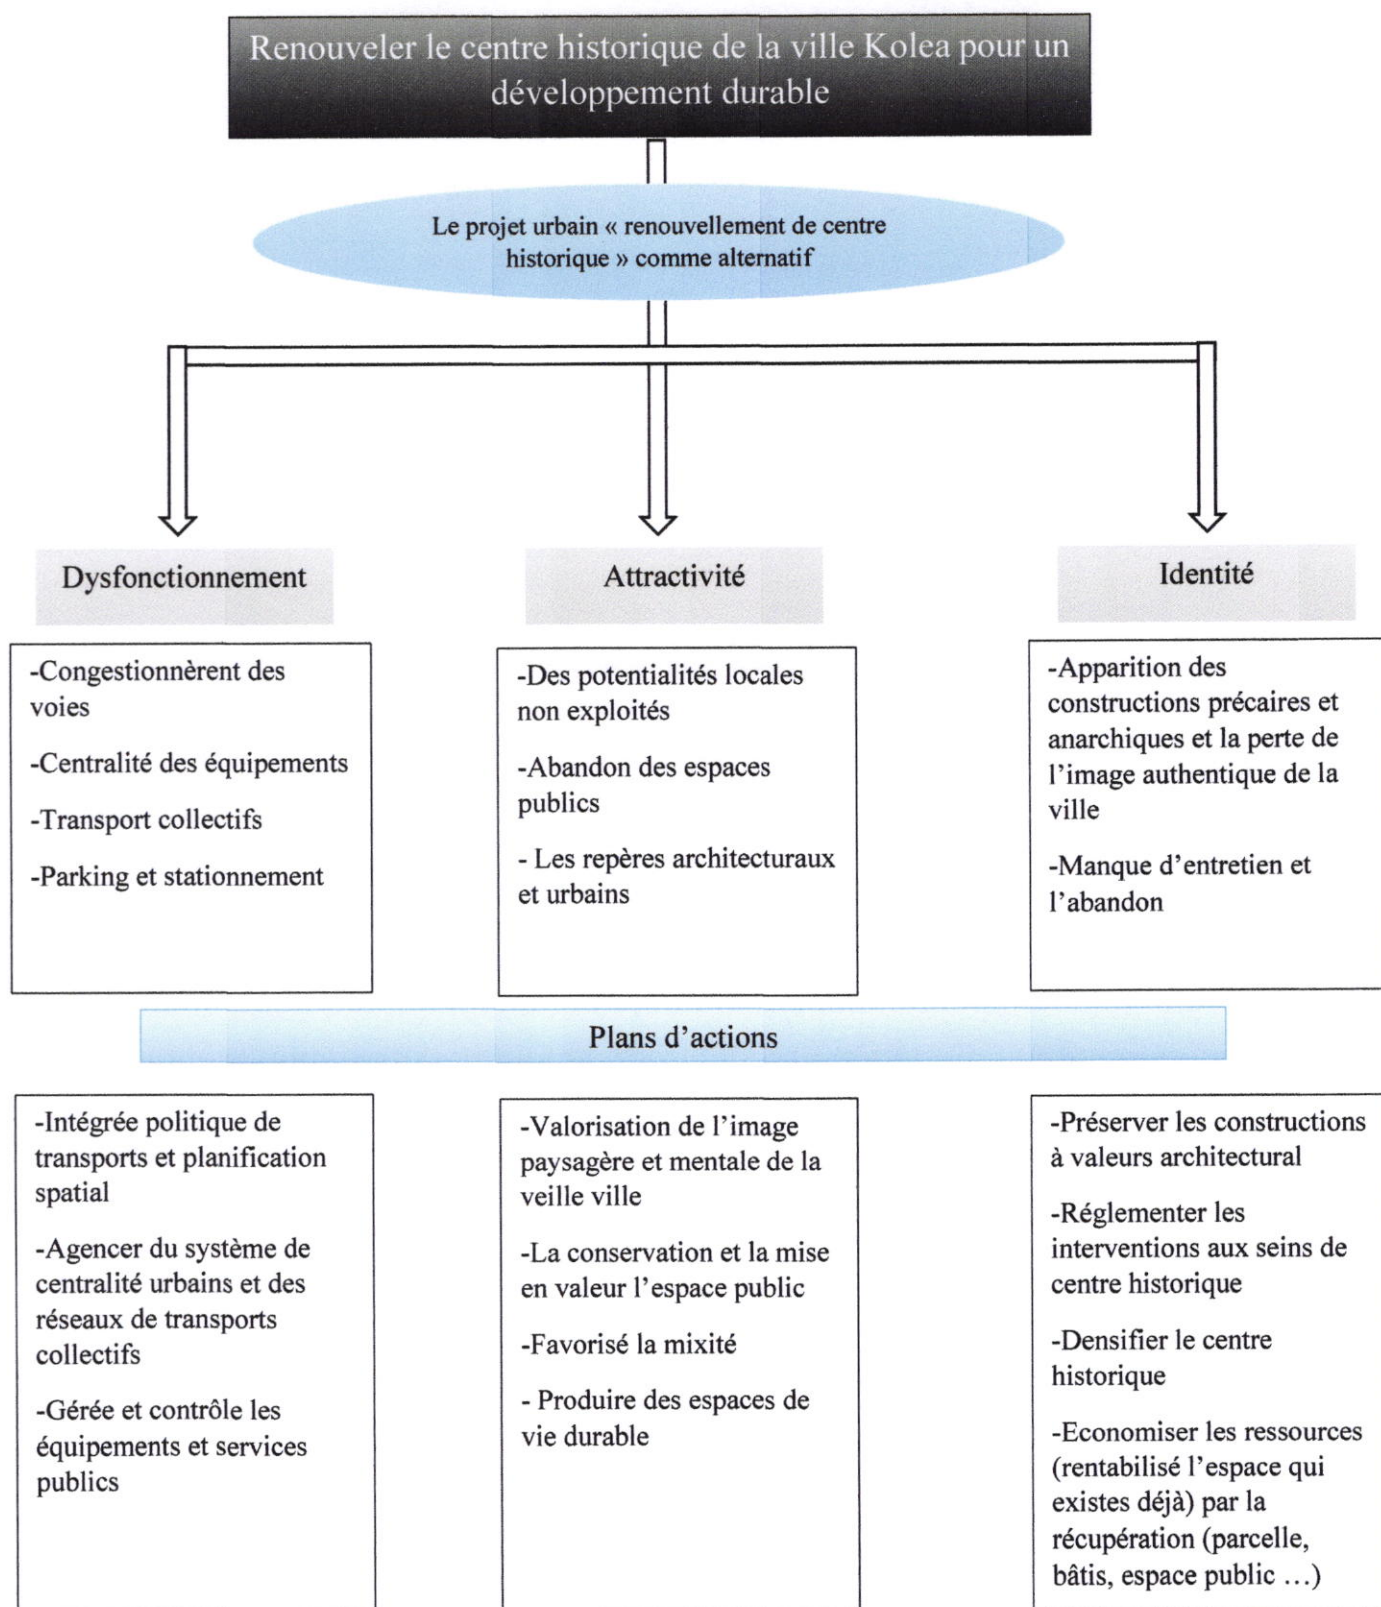 Renouveler le centre historique de la ville Kolea pour un
développement durable
Le projet urbain « renouvellement de centre
historique » comme alternatif
Dysfonctionnement
Attractivité
Identité
-Congestionnèrent des
voies
-Centralité des équipements
-Transport collectifs
-Parking et stationnement
-Des potentialités locales
non exploités
-Abandon des espaces
publics
- Les repères architecturaux
et urbains
-Apparition des
constructions précaires et
anarchiques et la perte de
l’image authentique de la
ville
-Manque d’entretien et
l’abandon
Plans d’actions
-Intégrée politique de
transports et planification
spatial
-Agencer du système de
centralité urbains et des
réseaux de transports
collectifs
-Gérée et contrôle les
équipements et services
publics
-Valorisation de l’image
paysagère et mentale de la
veille ville
-La conservation et la mise
en valeur l’espace public
-Favorisé la mixité
- Produire des espaces de
vie durable
-Préserver les constructions
à valeurs architectural
-Réglementer les
interventions aux seins de
centre historique
-Densifier le centre
historique
-Economiser les ressources
(rentabilisé l’espace qui
existes déjà) par la
récupération (parcelle,
bâtis, espace public …)